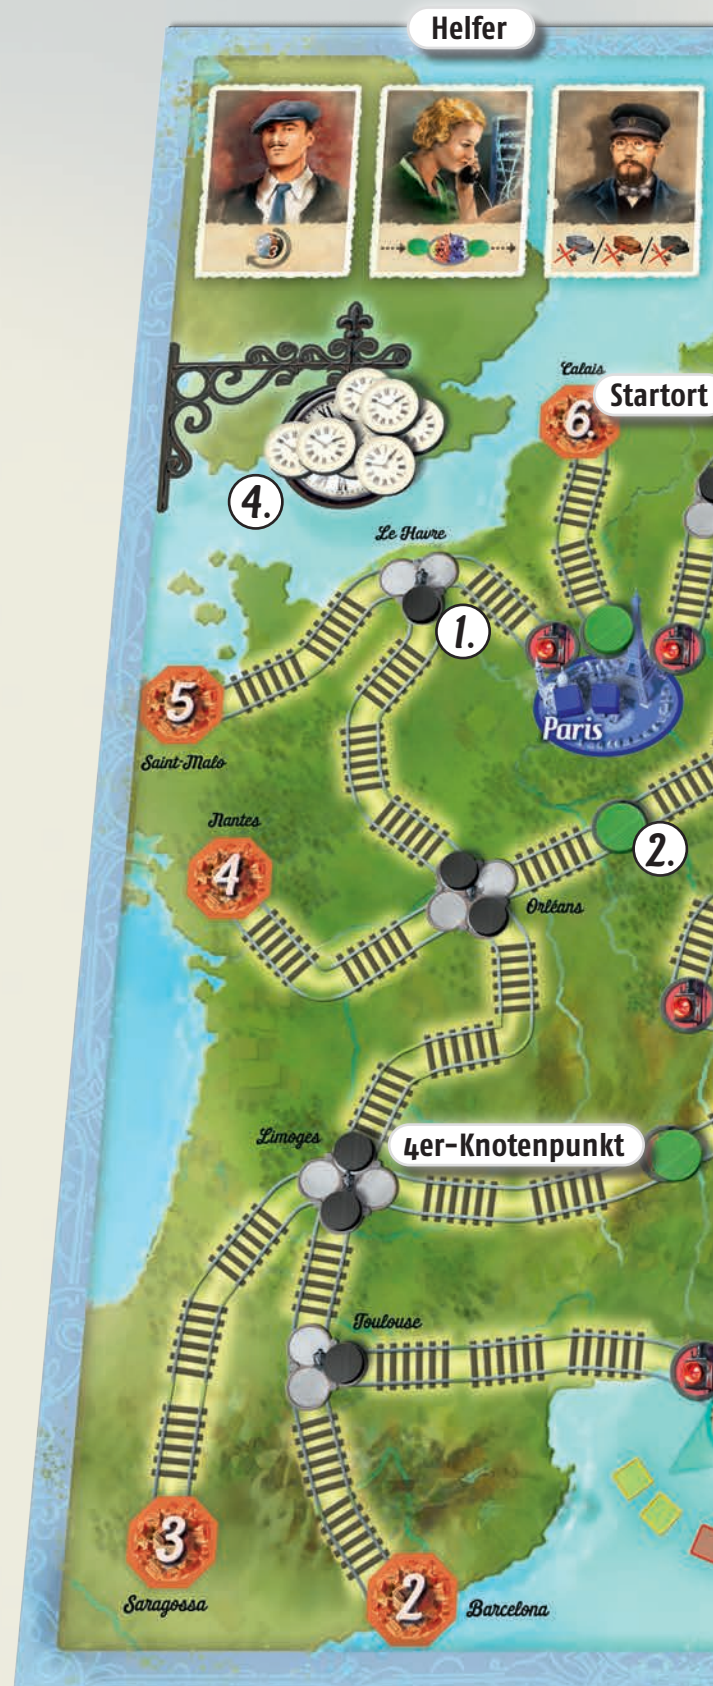 Helfer
3
/
/
Calais
6.
Startort
4.
Le Havre
1.
5
Saint-Malo
Paris
Nantes
4
2.
Orléans
Limoges
4er-Knotenpunkt
Toulouse
3
Saragossa
2
Barcelona